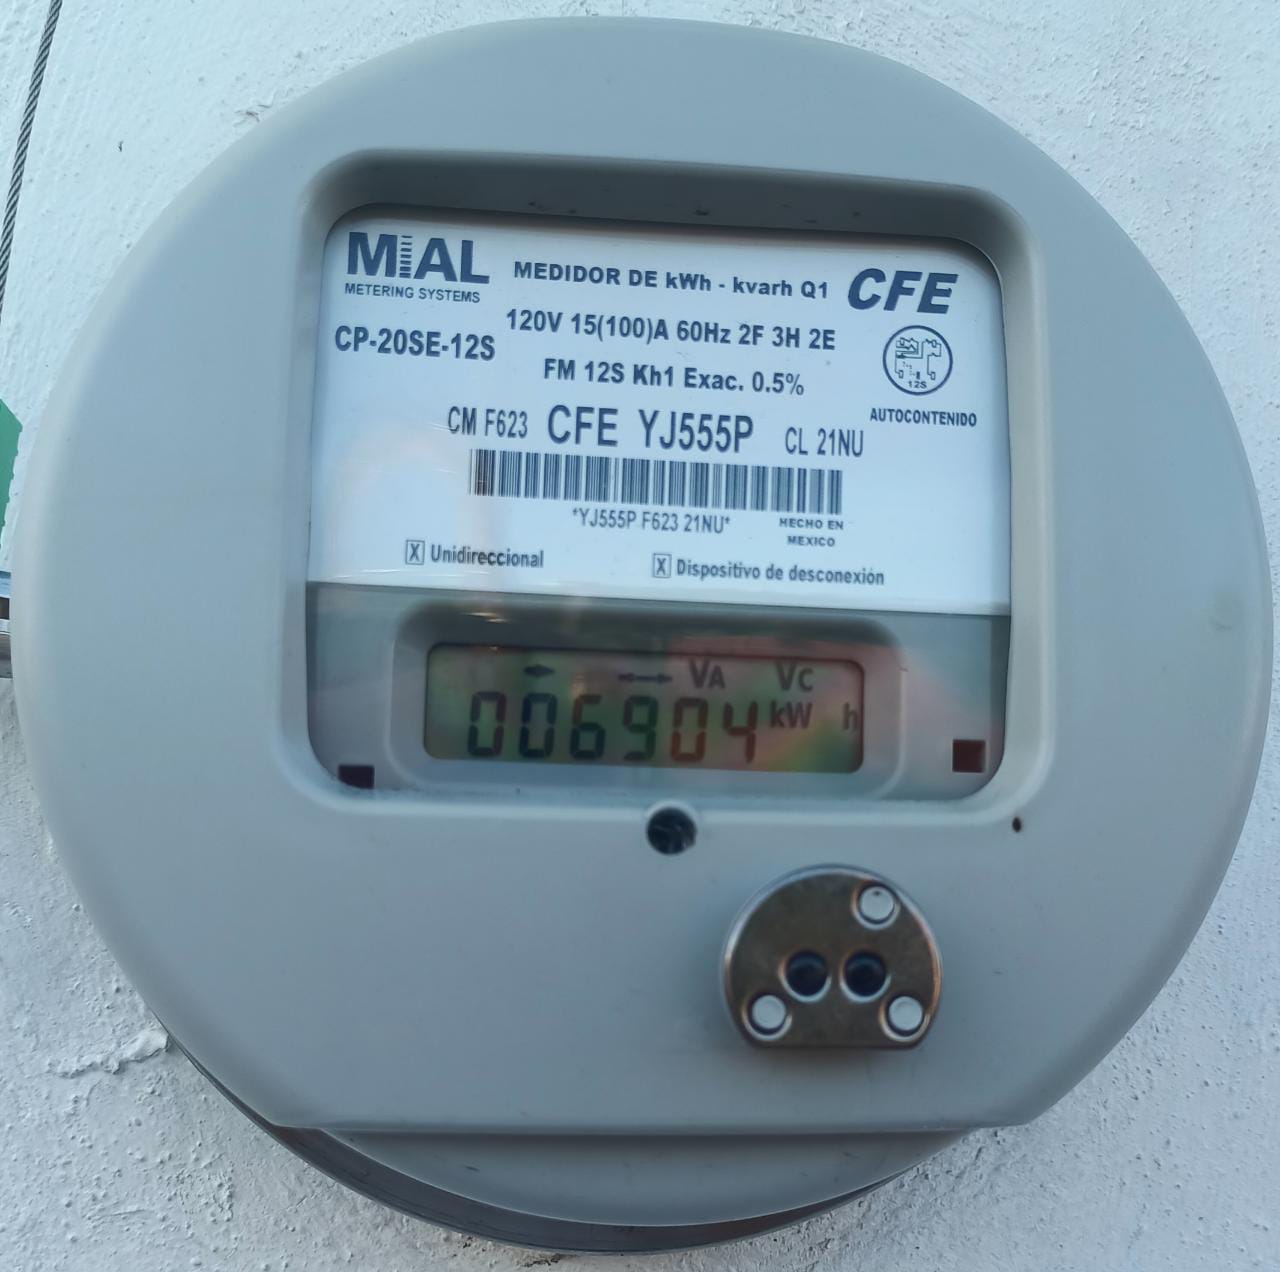 MIAL
METERING SYSTEMS
MEDIDOR DE kWh - kvarh Q1
CFE
120V 15(100)A 60Hz 2F 3H 2E
CP-20SE-12S
FM 12S Kh1 Exac. 0.5%
12S
AUTOCONTENIDO
CM F623 CFE YJ555P CL 21NU
*YJ555P F623 21NU*
HECHO EN
MEXICO
X Unidireccional
X Dispositivo de desconexión
VA VC
006904 kW h